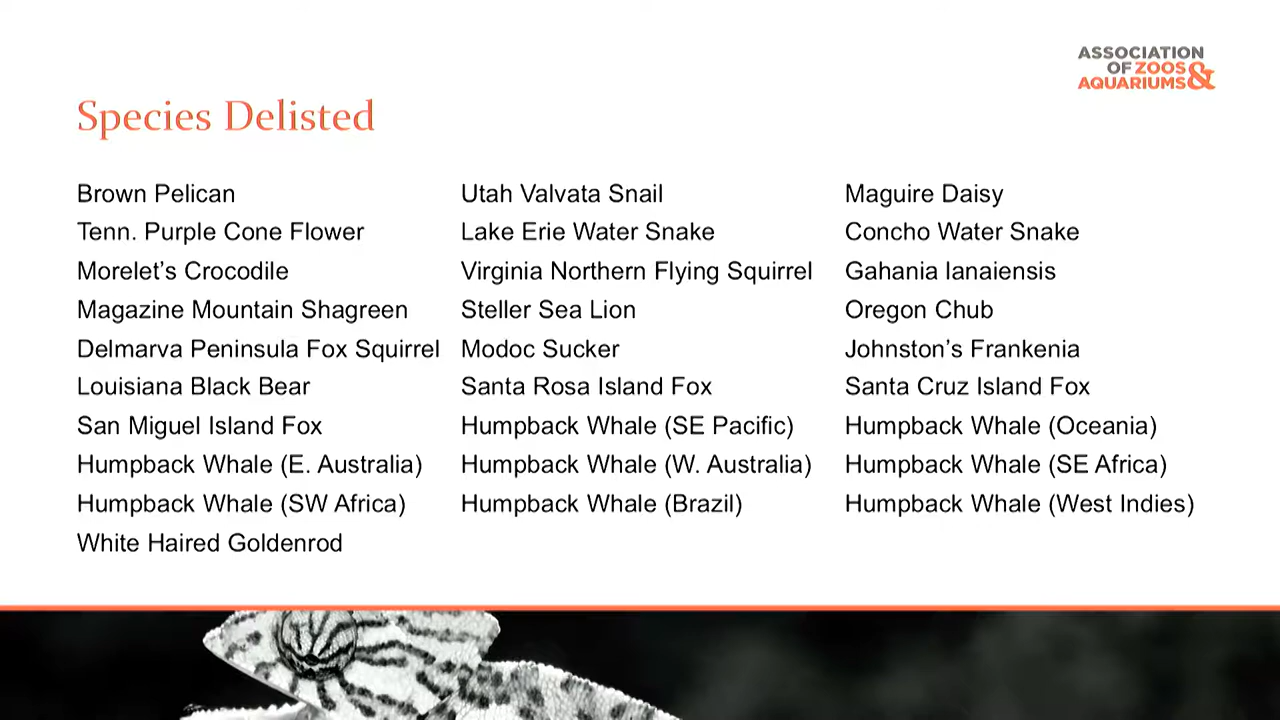 ASSOCIATION
OF ZOOS &
AQUARIUMS
Species Delisted
Brown Pelican
Tenn. Purple Cone Flower
Morelet’s Crocodile
Magazine Mountain Shagreen
Delmarva Peninsula Fox Squirrel
Louisiana Black Bear
San Miguel Island Fox
Humpback Whale (E. Australia)
Humpback Whale (SW Africa)
White Haired Goldenrod
Utah Valvata Snail
Lake Erie Water Snake
Virginia Northern Flying Squirrel
Steller Sea Lion
Modoc Sucker
Santa Rosa Island Fox
Humpback Whale (SE Pacific)
Humpback Whale (W. Australia)
Humpback Whale (Brazil)
Maguire Daisy
Concho Water Snake
Gahania lanaiensis
Oregon Chub
Johnston’s Frankenia
Santa Cruz Island Fox
Humpback Whale (Oceania)
Humpback Whale (SE Africa)
Humpback Whale (West Indies)